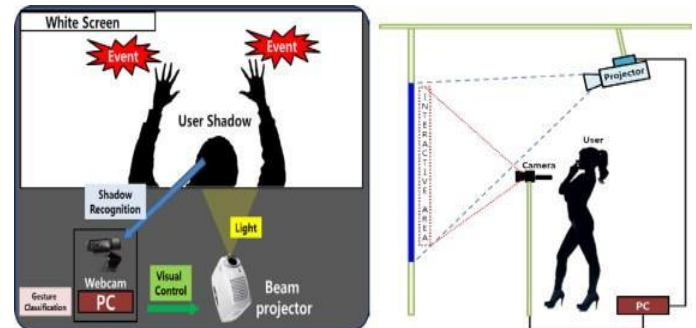 White Screen
Event
Event
User Shadow
Shadow
Recognition
Light
Webcam
Gesture
Classification
PC
Visual
Control
Beam
projector
Projector
INTERACTIVE AREA
Camera
User
PC